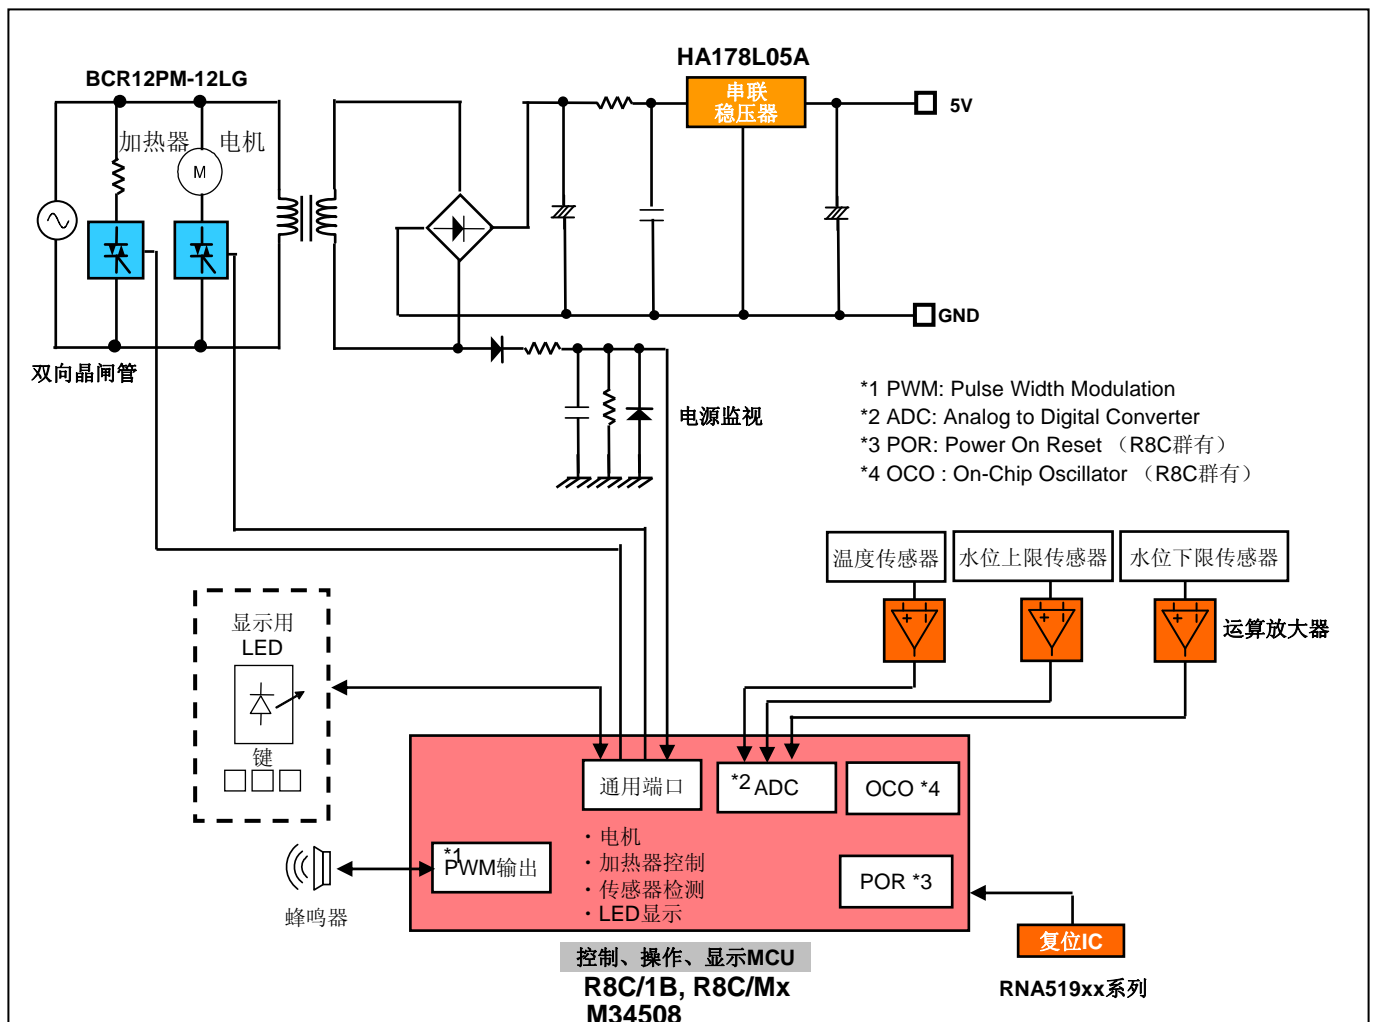 HA178L05A
BCR12PM-12LG
串联
稳压器
5V
加热器
电机
M
GND
双向晶闸管
电源监视
*1 PWM: Pulse Width Modulation
*2 ADC: Analog to Digital Converter
*3 POR: Power On Reset （R8C群有）
*4 OCO : On-Chip Oscillator （R8C群有）
温度传感器
水位上限传感器
水位下限传感器
运算放大器
显示用
LED
键
通用端口
*2 ADC
OCO *4
・电机
・加热器控制
・传感器检测
・LED显示
*1
PWM输出
POR *3
蜂鸣器
复位IC
控制、操作、显示MCU
R8C/1B, R8C/Mx
M34508
RNA519xx系列